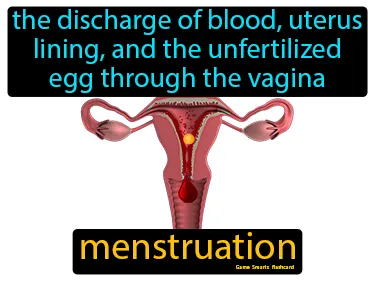 the discharge of blood, uterus
lining, and the unfertilized
egg through the vagina
menstruation
Game Smartz flashcard